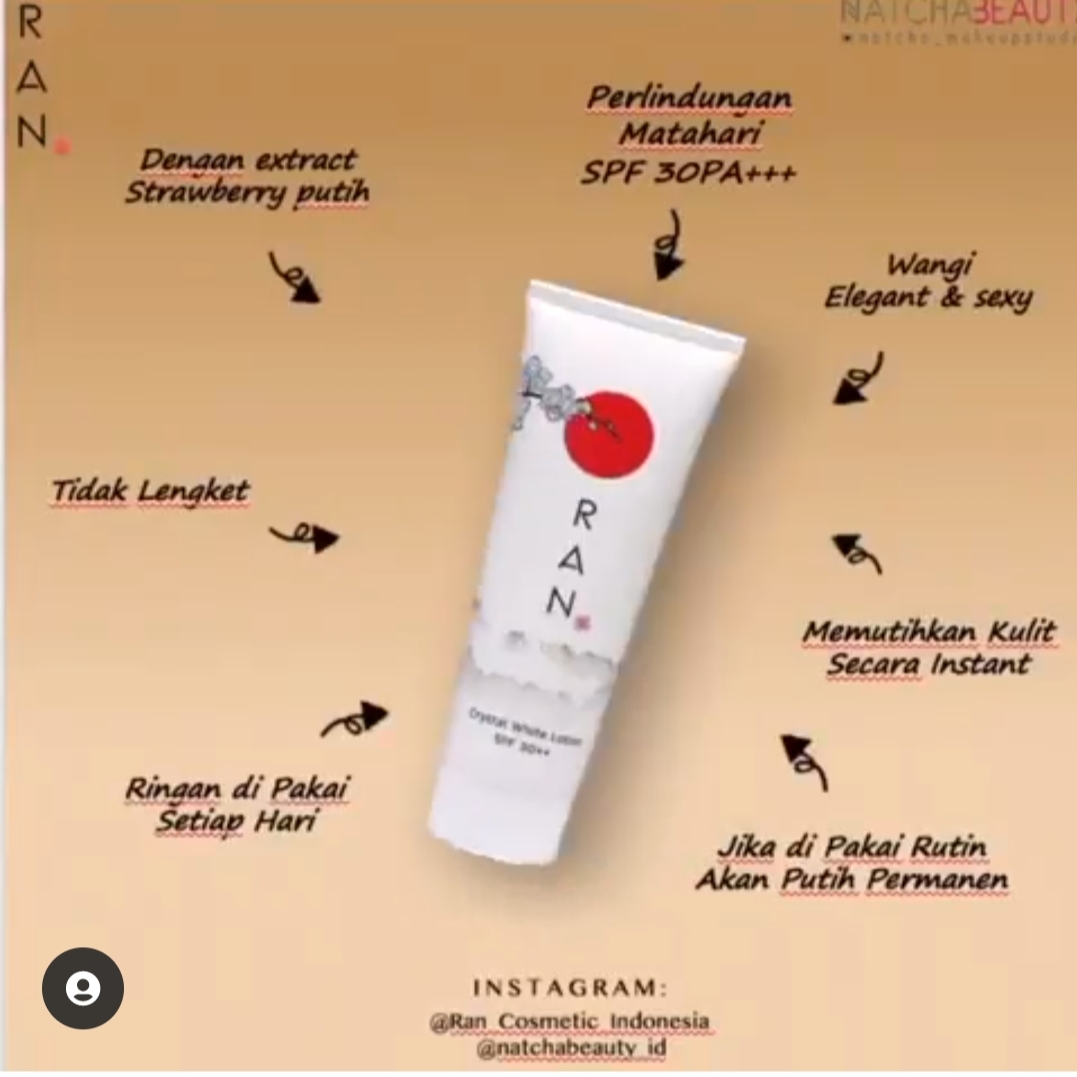 R
A
N
NATCHABEAUT
Perlindungan
Matahari
SPF 30PA+++
Dengan extract
Strawberry putih
Wangi
Elegant & sexy
Tidak Lengket
R
A
N
Memutihkan Kulit
Secara Instant
Crystal White Lotion
SPF 30++
Ringan di Pakai
Setiap Hari
Jika di Pakai Rutin
Akan Putih Permanen
INSTAGRAM:
@Ran Cosmetic Indonesia
@natchabeauty id